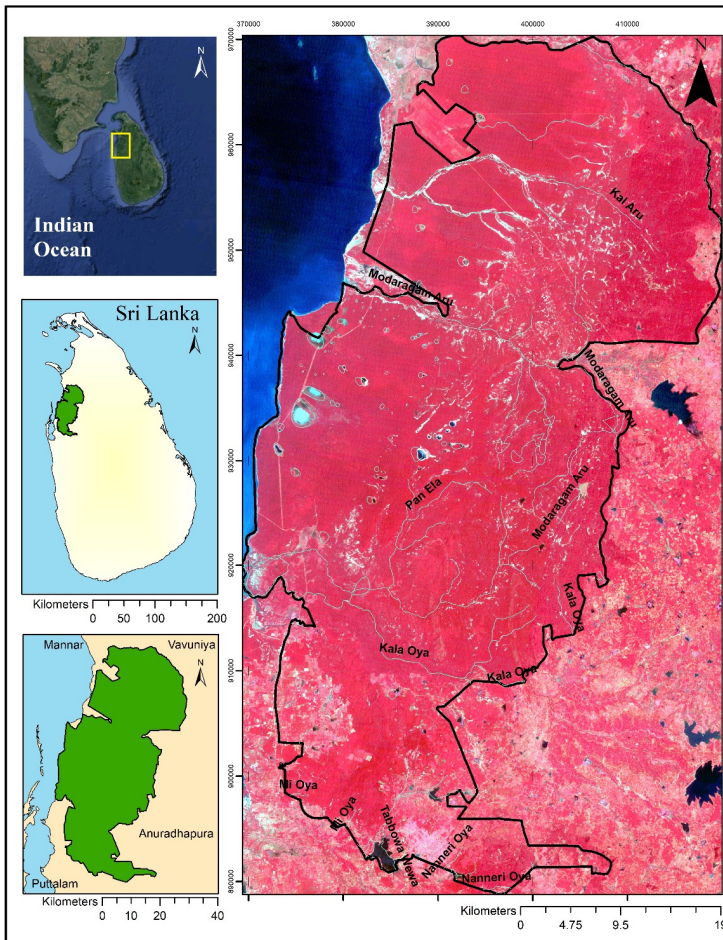 N
Indian
Ocean
Sri Lanka
N
Kilometers
0 50 100 200
Mannar
Vavuniya
N
Anuradhapura
Puttalam
Kilometers
0 10 20 40
370000 380000 390000 400000 410000
970000
960000
950000
940000
930000
920000
910000
900000
890000
N
Kal Aru
Modaragam Aru
Modaragam Aru
Pan Ela
Modaragam Aru
Kala Oya
Kala Oya
Kala Oya
Mi Oya
Mi Oya
Tabbowa Wewa
Nanneri Oya
Nanneri Oya
Kilometers
0 4.75 9.5 19